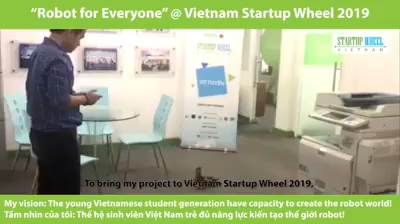 “Robot for Everyone” @ Vietnam Startup Wheel 2019
STARTUP WHEEL
VIETNAM
STARTUP WHEEL
To bring my project to Vietnam Startup Wheel 2019,
My vision: The young Vietnamese student generation have capacity to create the robot world!
Tầm nhìn của tôi: Thế hệ sinh viên Việt Nam trẻ đủ năng lực kiến tạo thế giới robot!